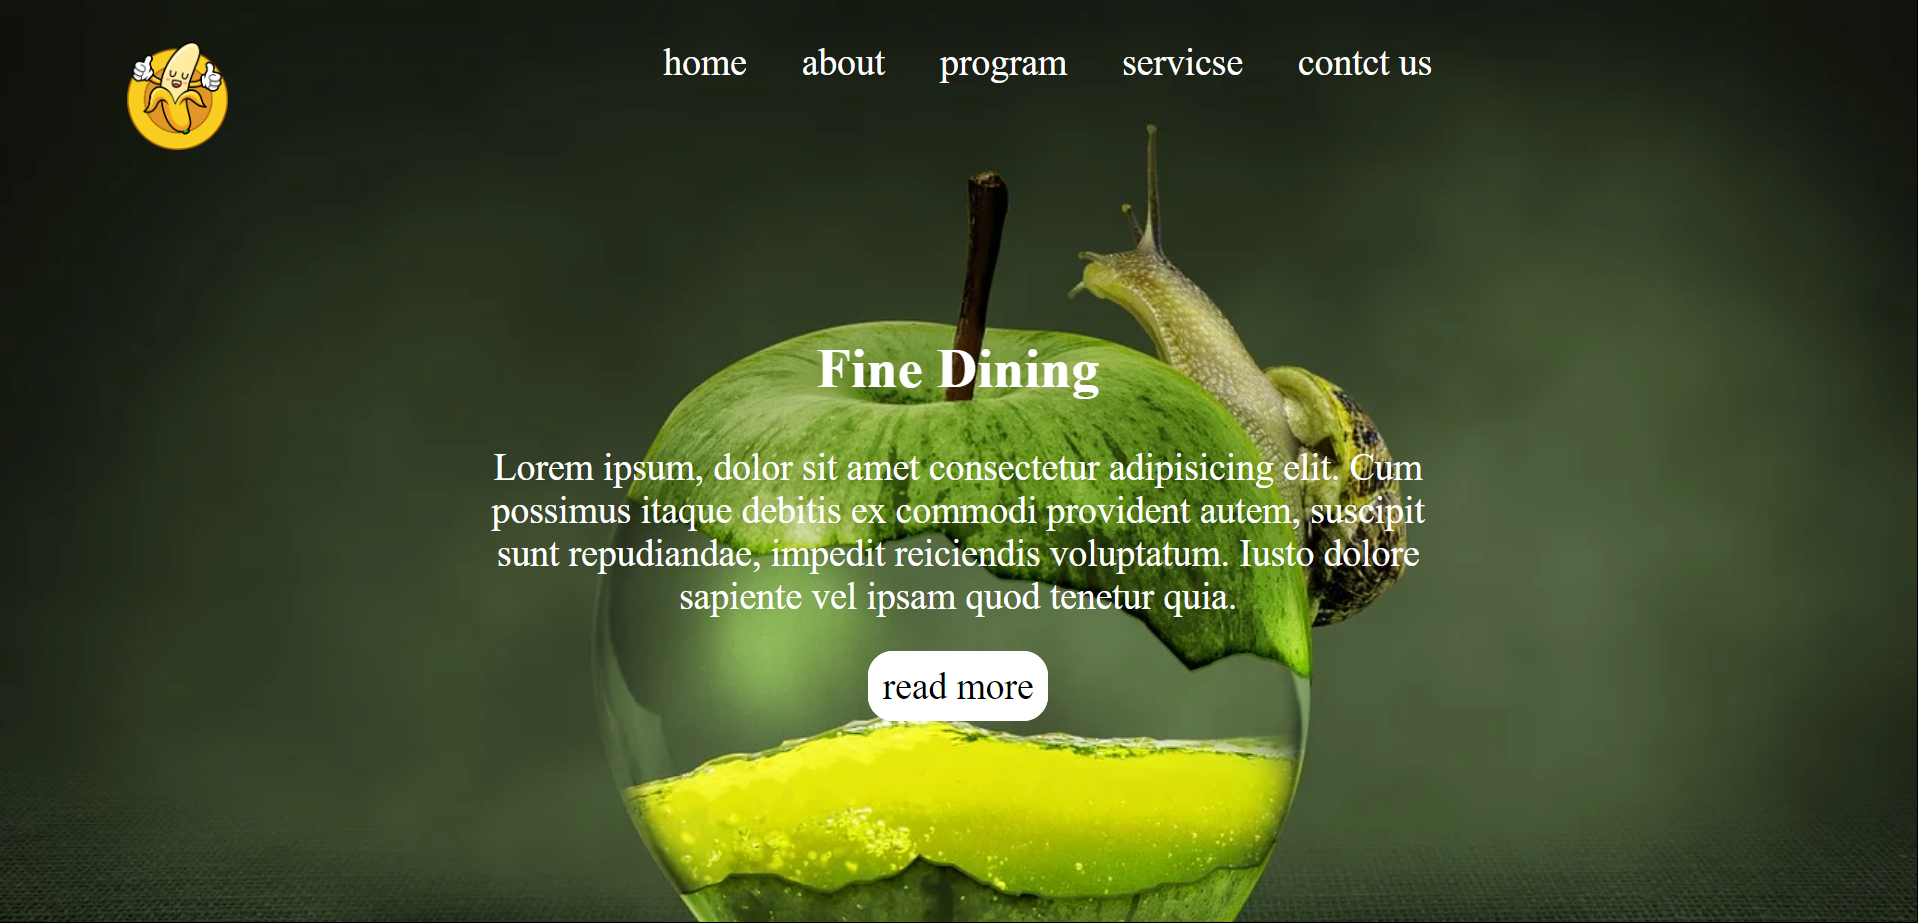 home about program servicse contct us
Fine Dining
Lorem ipsum, dolor sit amet consectetur adipisicing elit. Cum
possimus itaque debitis ex commodi provident autem, suscipit
sunt repudiandae, impedit reiciendis voluptatum. Iusto dolore
sapiente vel ipsam quod tenetur quia.
read more